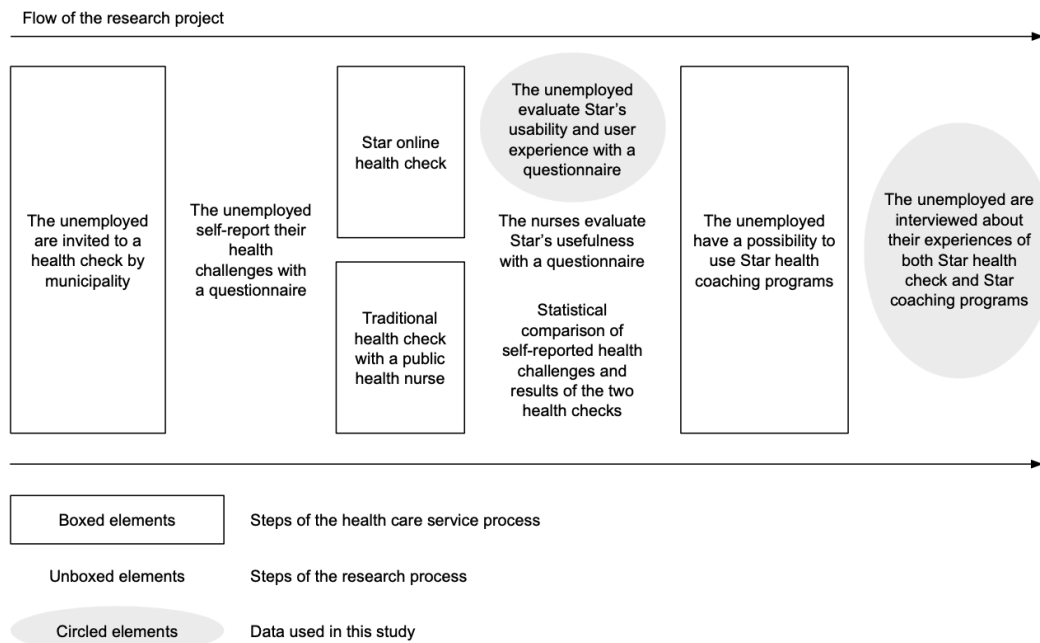 Flow of the research project
The unemployed
are invited to a
health check by
municipality
The unemployed
self-report their
health
challenges with
a questionnaire
Star online
health check
Traditional
health check
with a public
health nurse
The unemployed
evaluate Star’s
usability and user
experience with a
questionnaire
The nurses evaluate
Star’s usefulness
with a questionnaire
Statistical
comparison of
self-reported health
challenges and
results of the two
health checks
The unemployed
have a possibility to
use Star health
coaching programs
The unemployed are
interviewed about
their experiences of
both Star health
check and Star
coaching programs
Boxed elements
Steps of the health care service process
Unboxed elements
Steps of the research process
Circled elements
Data used in this study